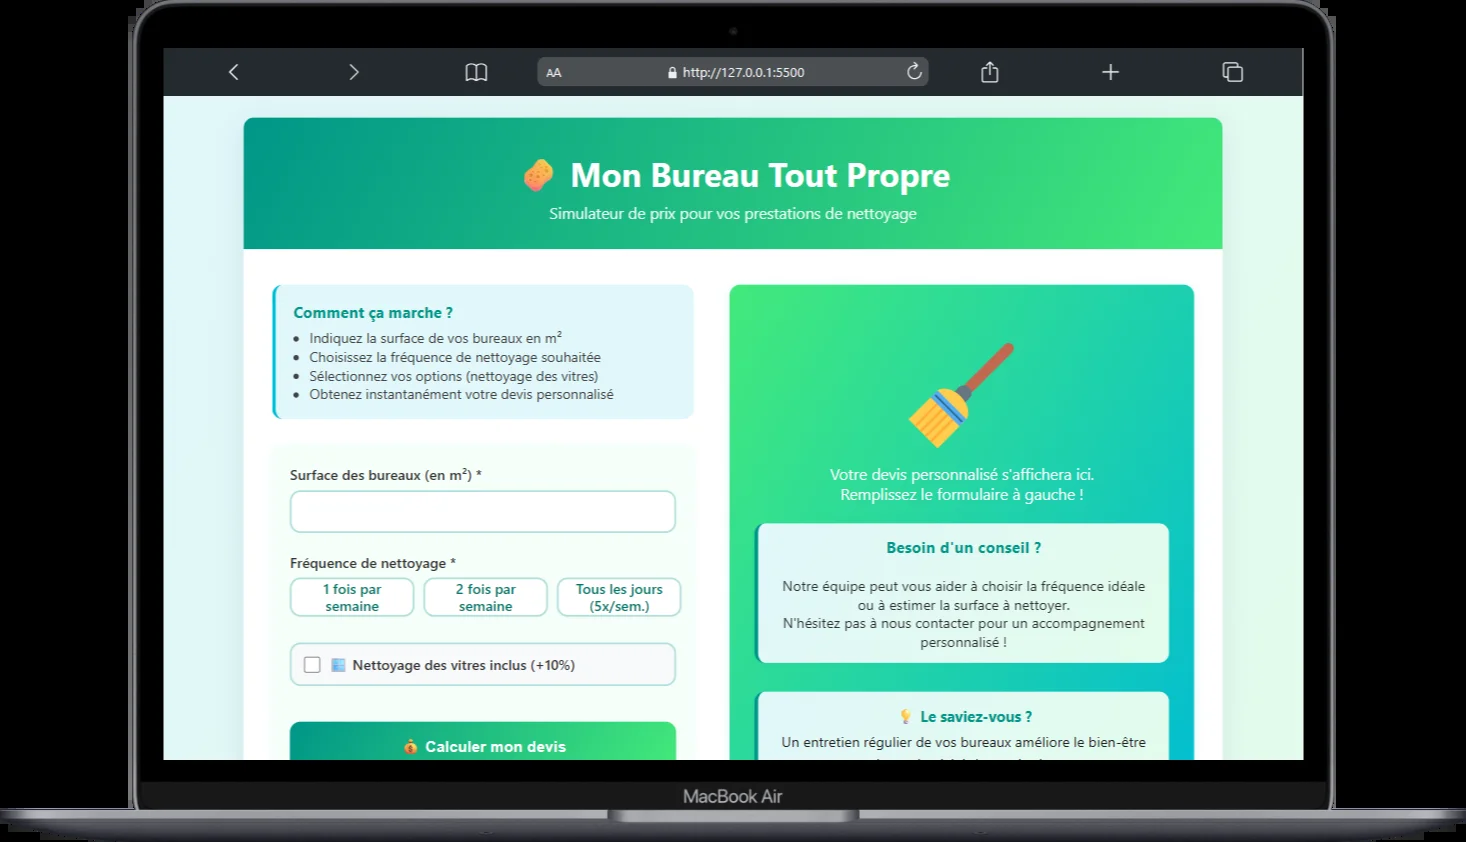 AA
http://127.0.0.1:5500
Mon Bureau Tout Propre
Simulateur de prix pour vos prestations de nettoyage
Comment ça marche ?
Indiquez la surface de vos bureaux en m²
Choisissez la fréquence de nettoyage souhaitée
Sélectionnez vos options (nettoyage des vitres)
Obtenez instantanément votre devis personnalisé
Surface des bureaux (en m²) *
Fréquence de nettoyage *
1 fois par
semaine
2 fois par
semaine
Tous les jours
(5x/sem.)
Nettoyage des vitres inclus (+10%)
Calculer mon devis
Votre devis personnalisé s'affichera ici.
Remplissez le formulaire à gauche !
Besoin d'un conseil ?
Notre équipe peut vous aider à choisir la fréquence idéale
ou à estimer la surface à nettoyer.
N'hésitez pas à nous contacter pour un accompagnement
personnalisé !
Le saviez-vous ?
Un entretien régulier de vos bureaux améliore le bien-être
MacBook Air